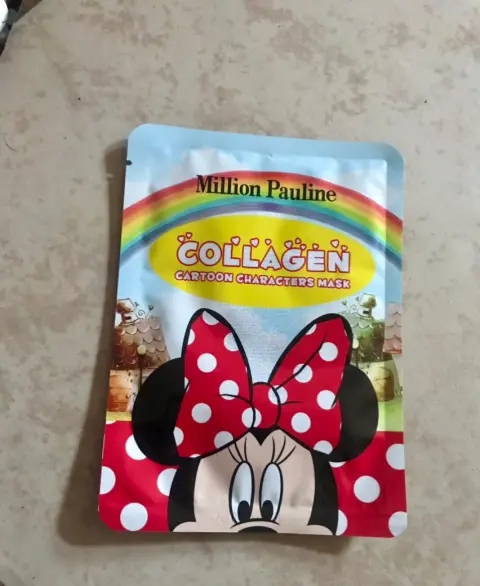 Million Pauline
COLLAGEN
CARTOON CHARACTERS MASK